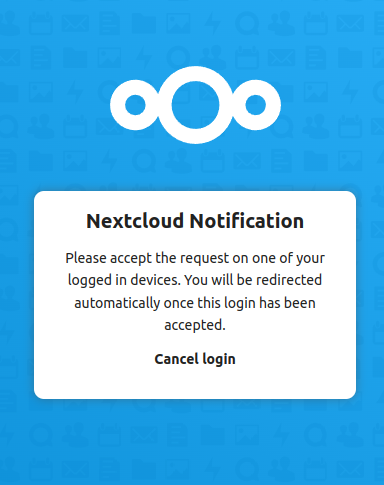 Nextcloud Notification
Please accept the request on one of your
logged in devices. You will be redirected
automatically once this login has been
accepted.
Cancel login